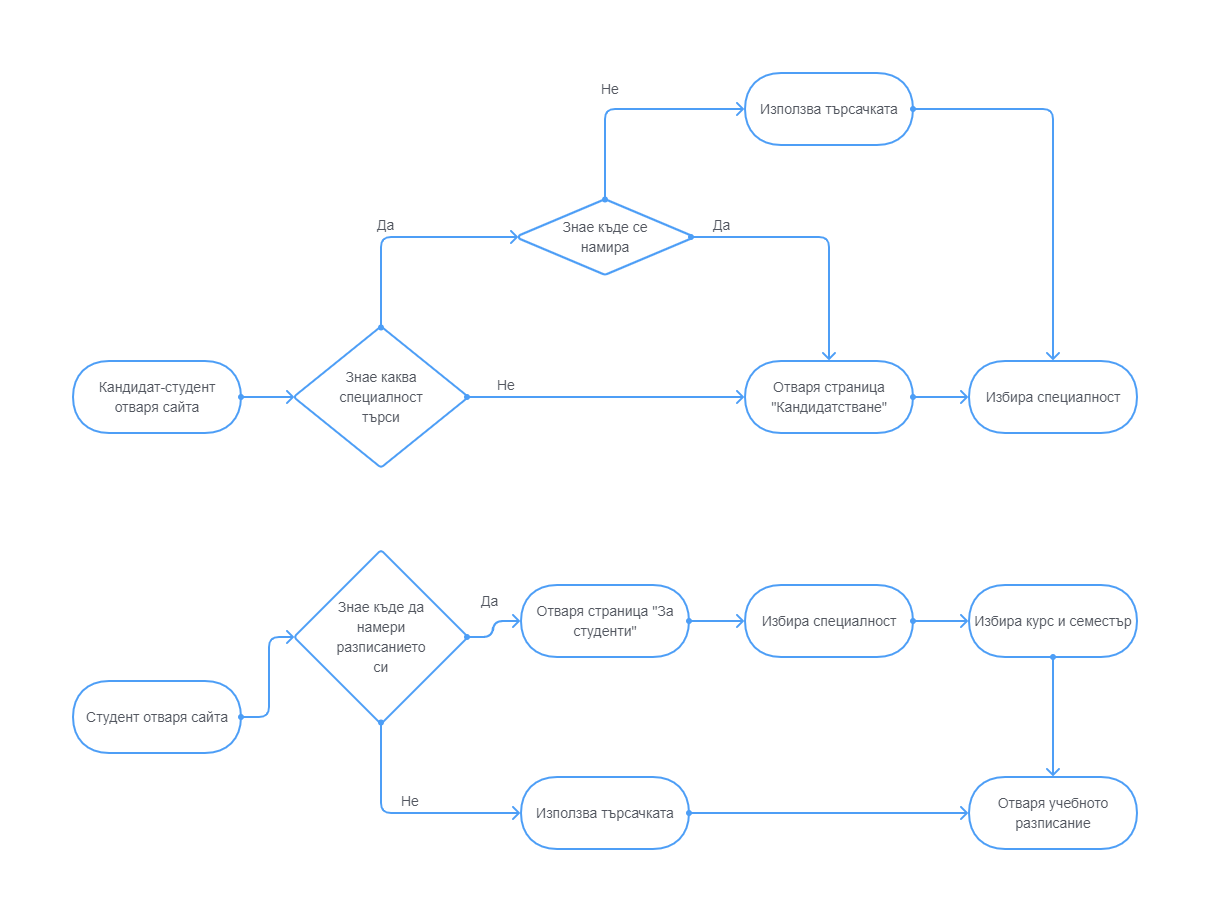 Не
Използва търсачката
Да
Знае къде се
намира
Да
Кандидат-студент
отваря сайта
Знае каква
специалност
търси
Не
Отваря страница
"Кандидатстване"
Избира специалност
Знае къде да
намери
разписанието
си
Да
Отваря страница "За
студенти"
Избира специалност
Избира курс и семестър
Студент отваря сайта
Не
Използва търсачката
Отваря учебното
разписание